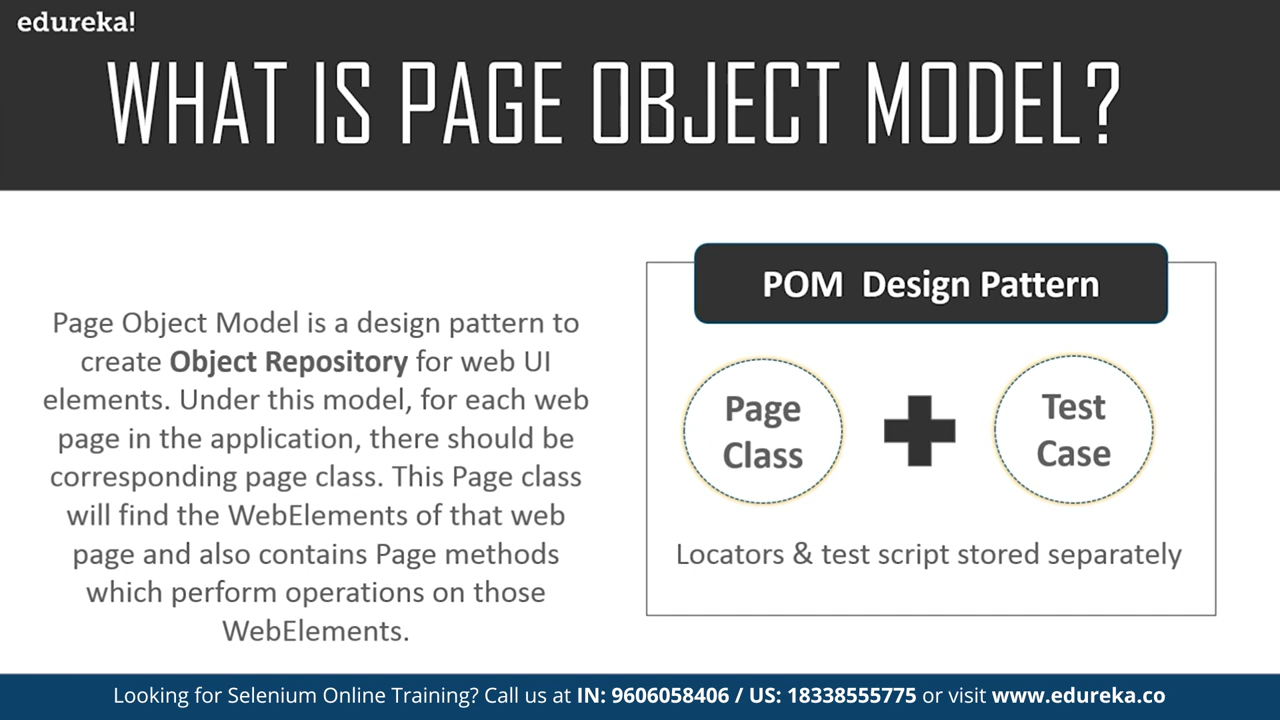 edureka!
WHAT IS PAGE OBJECT MODEL?
Page Object Model is a design pattern to
create Object Repository for web UI
elements. Under this model, for each web
page in the application, there should be
corresponding page class. This Page class
will find the WebElements of that web
page and also contains Page methods
which perform operations on those
WebElements.
POM Design Pattern
Page
Class
Test
Case
Locators & test script stored separately
Looking for Selenium Online Training? Call us at IN: 9606058406 / US: 18338555775 or visit www.edureka.co